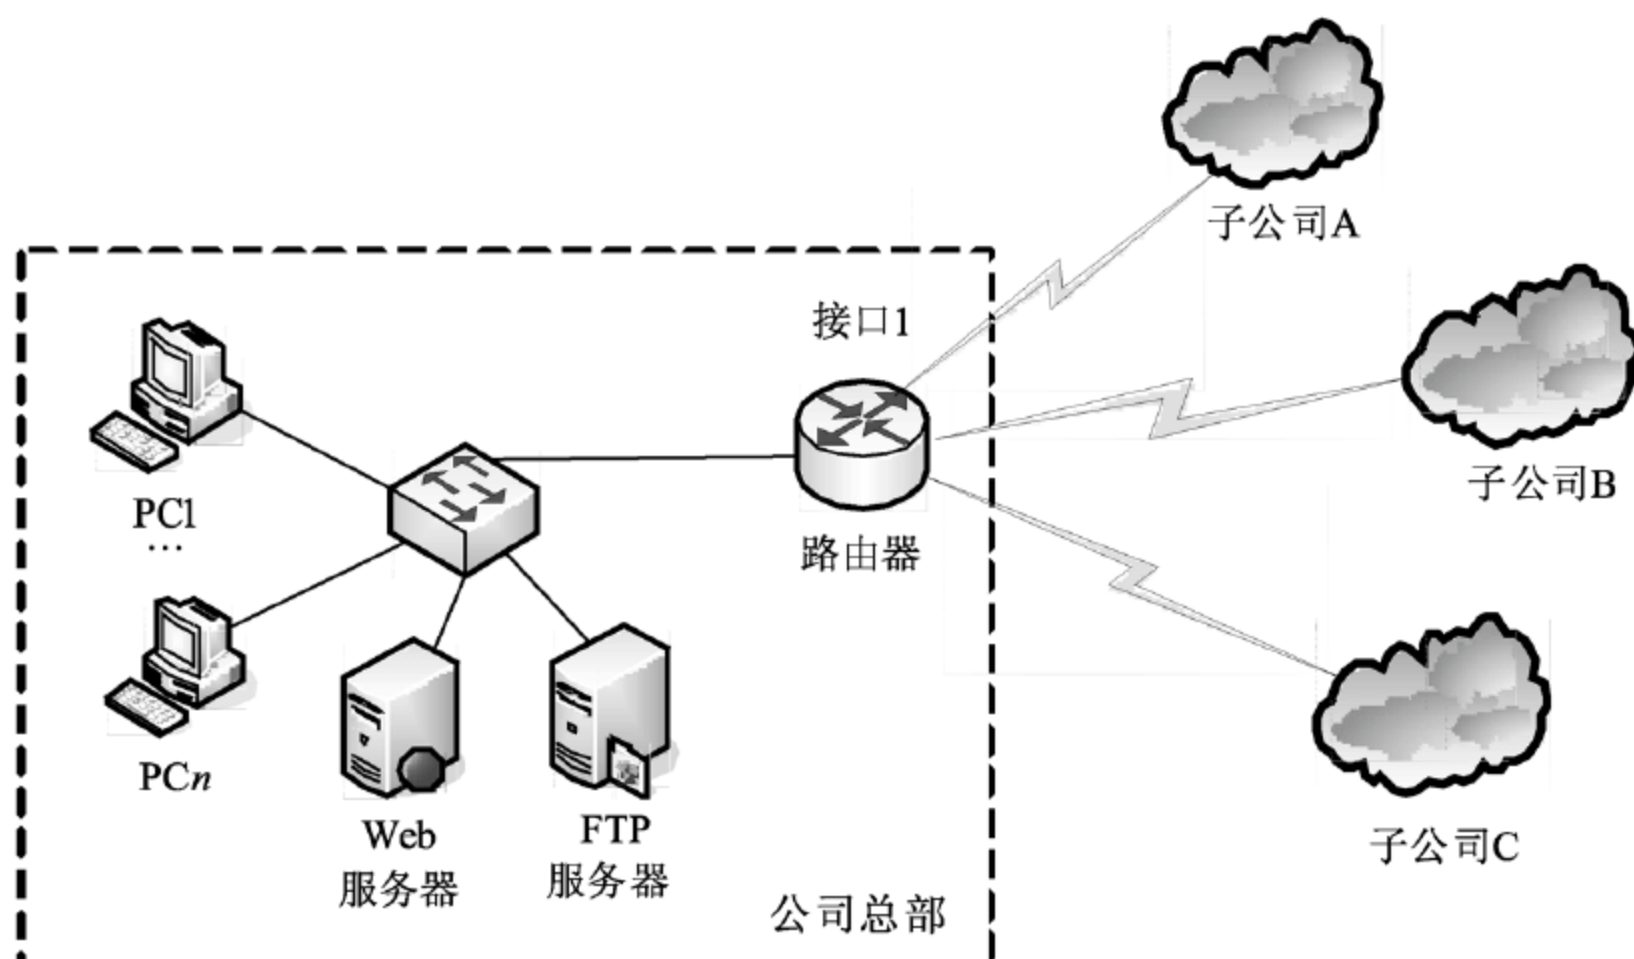 子公司A
接口1
子公司B
PC1
…
路由器
PCn
Web
服务器
FTP
服务器
子公司C
公司总部